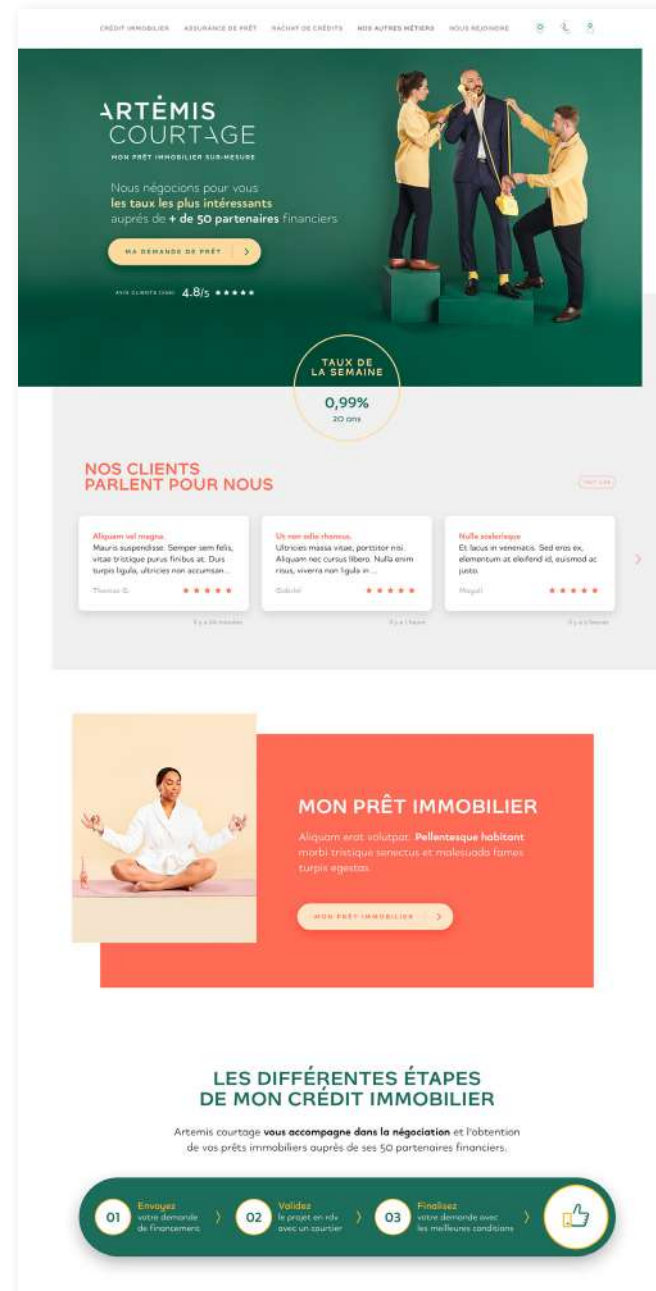 CRÉDIT IMMOBILIER ASSURANCE DE PRÊT RACHAT DE CRÉDITS NOS AUTRES MÉTIERS NOUS REJOINDRE
ARTÉMIS
COURTAGE
MON PRÊT IMMOBILIER SUR-MESURE
Nous négocions pour vous
les taux les plus intéressants
auprés de + de 50 partenaires financiers
MA DEMANDE DE PRÊT
AVIS CLIENTS 4.8/5 ★★★★★
TAUX DE
LA SEMAINE
0,99%
20 ans
NOS CLIENTS
PARLENT POUR NOUS
Aliquam vel magna.
Mauris suspendisse. Semper sem felis,
vitae tristique purus finibus at. Duis
turpis ligula, ultricies non accumsan...
Thomas G.
Ut non odio rhoncus.
Ultricies massa vitae, porttitor nisi.
Aliquam nec cursus libero. Nulla enim
risus, viverra non ligula in ...
Gabriel
Il y a 1 heure
Nulla scelerisque
Et lacus in venenatis. Sed eros ex,
elementum at eleifend id, euismod ac
justo.
Magali
MON PRÊT IMMOBILIER
Aliquam erat volutpat. Pellentesque habitant
morbi tristique senectus et malesuada fames
turpis egestas.
MON PRÊT IMMOBILIER
LES DIFFÉRENTES ÉTAPES
DE MON CRÉDIT IMMOBILIER
Artemis courtage vous accompagne dans la négociation et l'obtention
de vos prêts immobiliers auprès de ses 50 partenaires financiers.
01
Envoyez
votre demande
de financement
02
Validez
le projet en rdv
avec un courtier
03
Finalisez
votre demande avec
les meilleures conditions